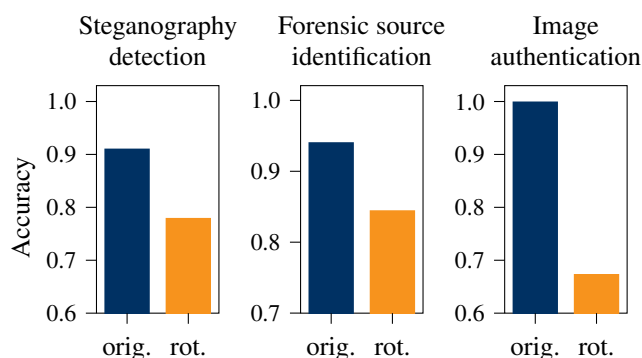 Steganography
detection
Forensic source
identification
Image
authentication
Accuracy
1.0
0.9
0.8
0.7
0.6
orig. rot.
1.0
0.9
0.8
0.7
orig. rot.
1.0
0.9
0.8
0.7
0.6
orig. rot.